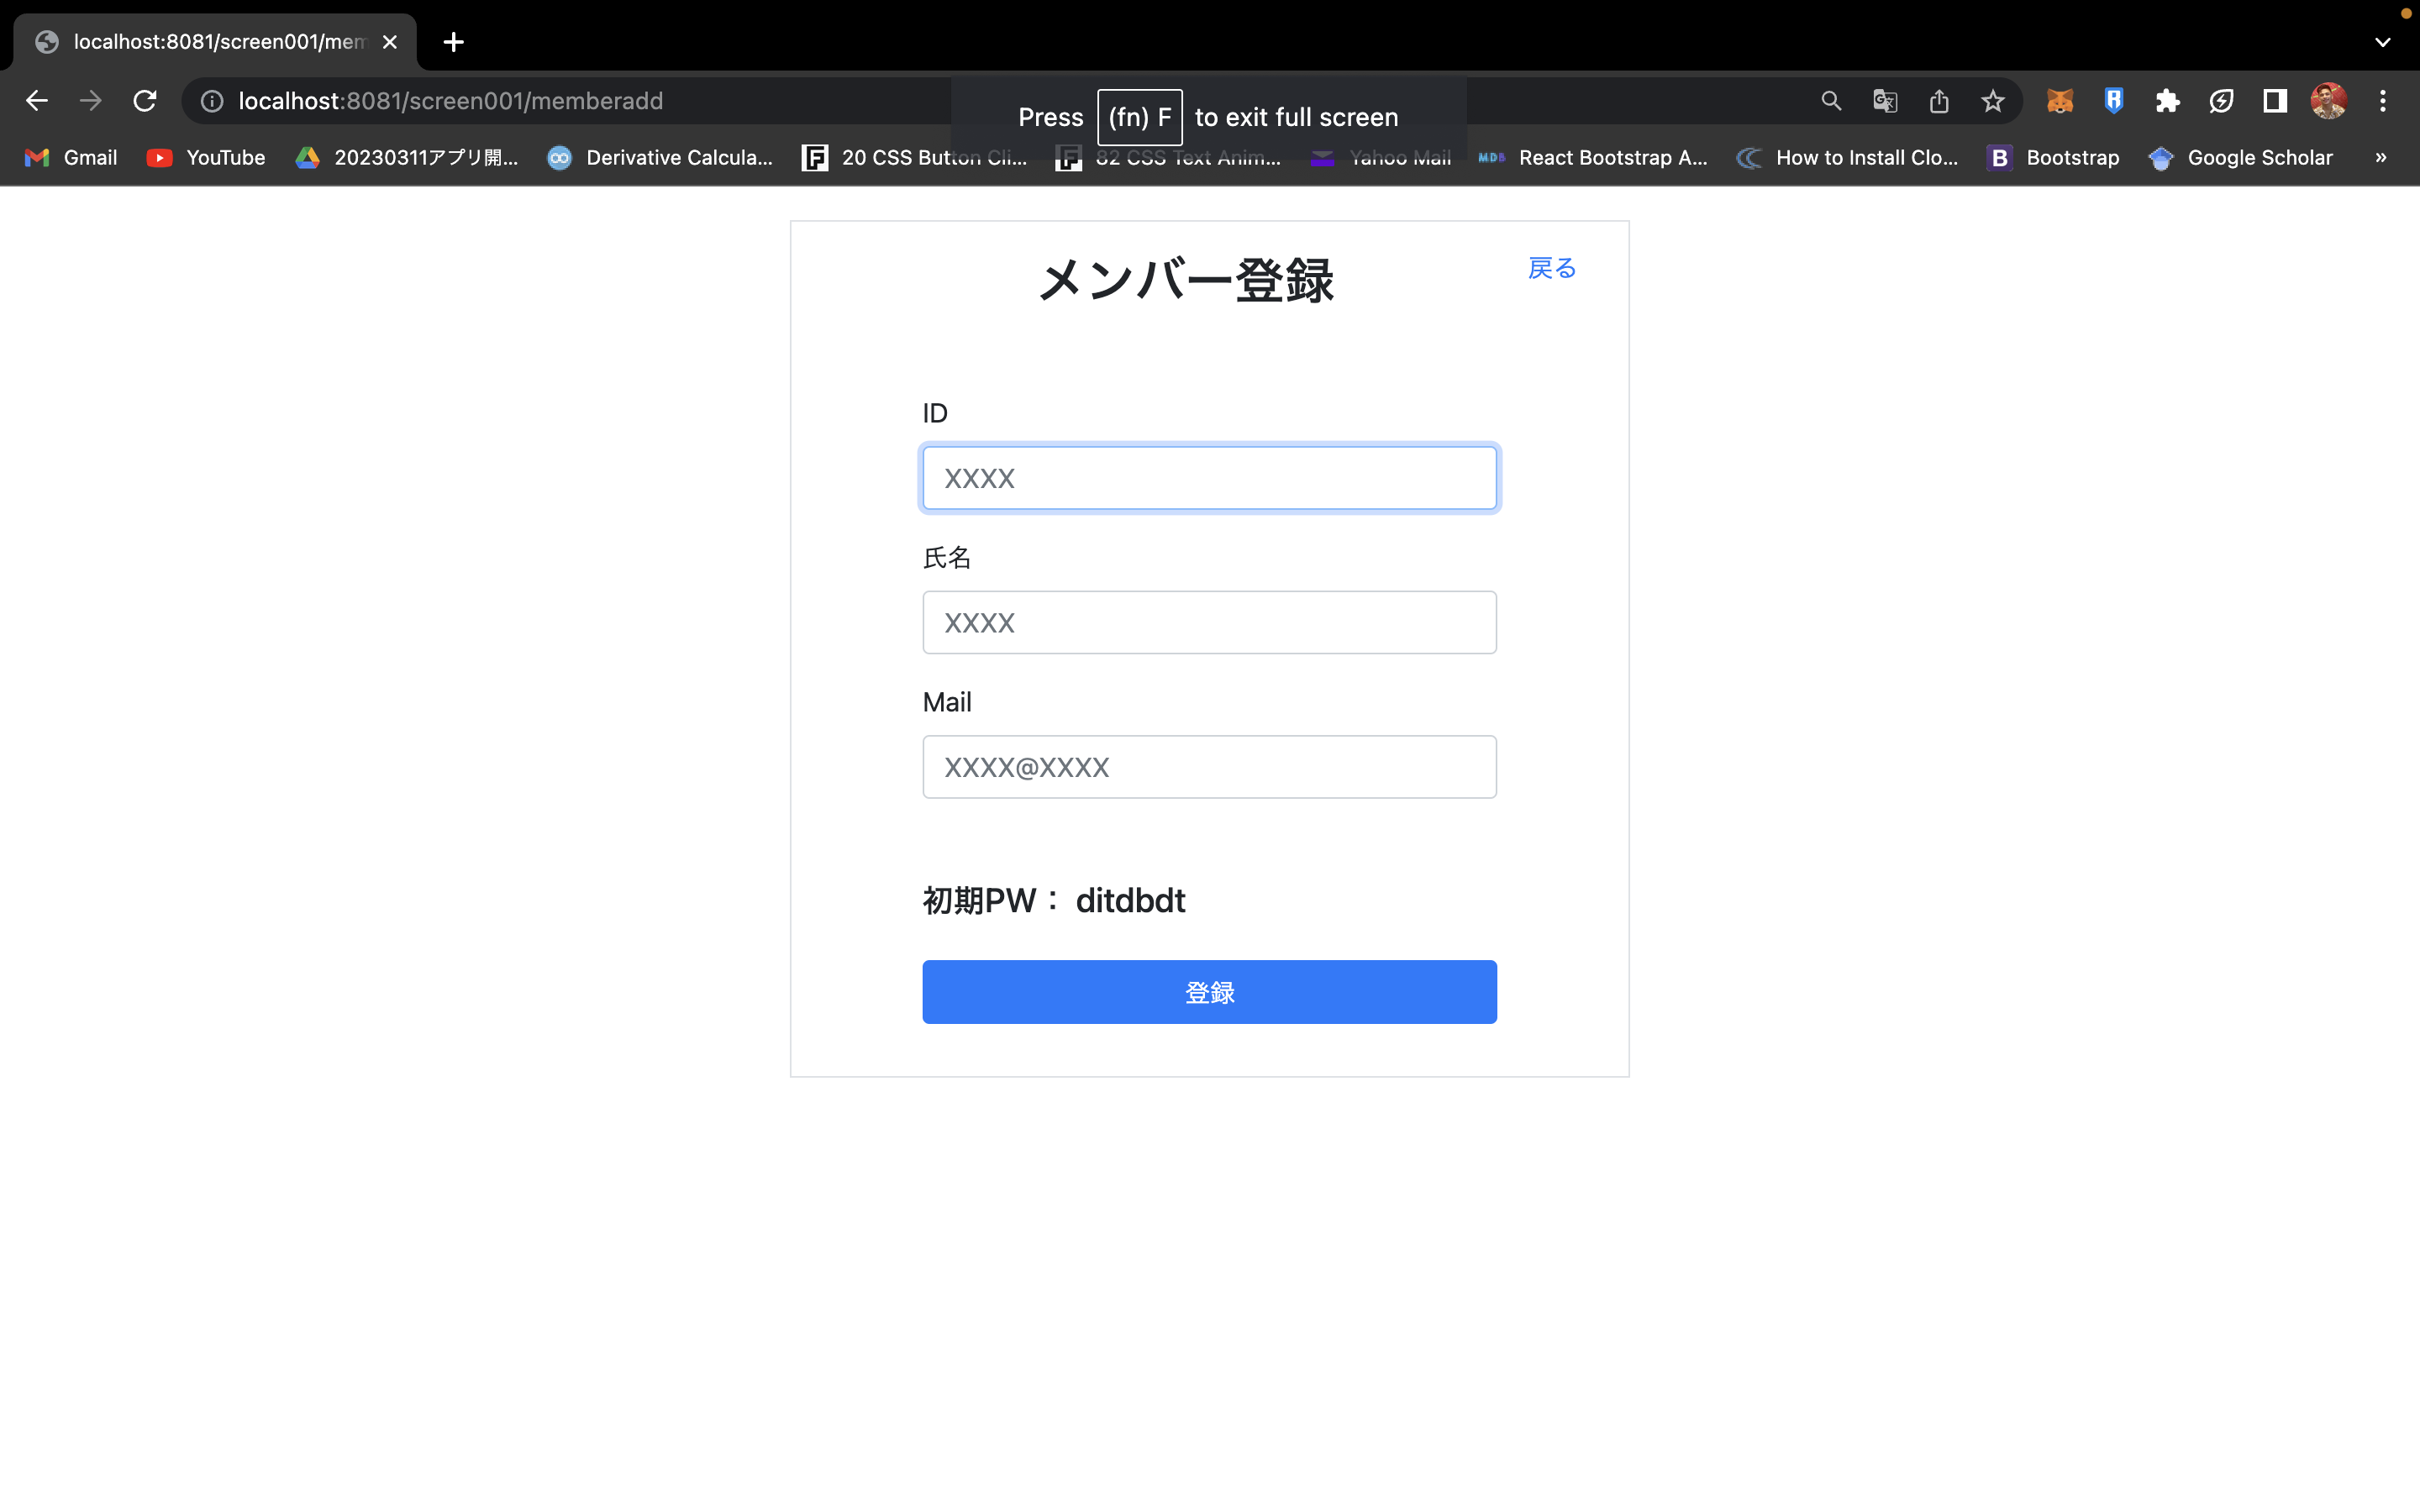 localhost:8081/screen001/mem
localhost:8081/screen001/memberadd
Press (fn) F to exit full screen
Gmail YouTube 20230311アプリ開... Derivative Calcula... 20 CSS Button Cli... 82 CSS Text Anim... Yahoo Mail MDB React Bootstrap A... How to Install Clo... B Bootstrap Google Scholar »
メンバー登録
戻る
ID
XXXX
氏名
XXXX
Mail
XXXX@XXXX
初期PW： ditdbdt
登録